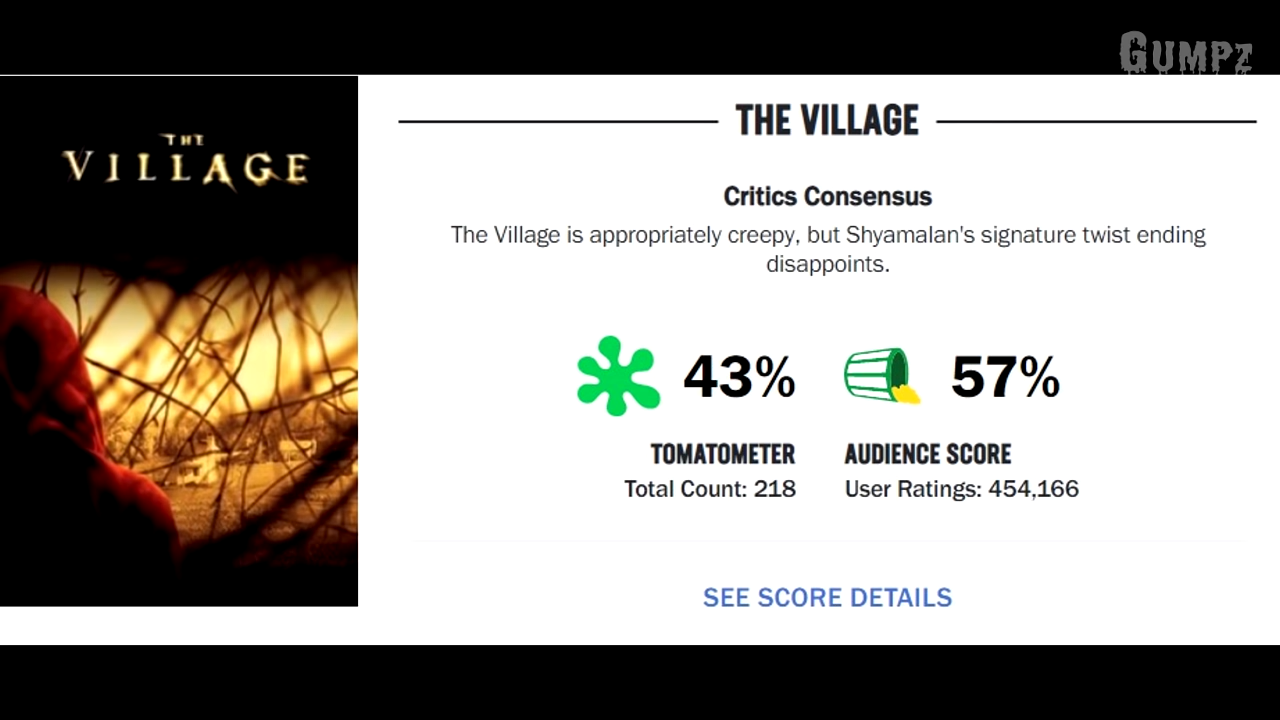 GUMPZ
THE
VILLAGE
THE VILLAGE
Critics Consensus
The Village is appropriately creepy, but Shyamalan's signature twist ending
disappoints.
43%
57%
TOMATOMETER
AUDIENCE SCORE
Total Count: 218
User Ratings: 454,166
SEE SCORE DETAILS